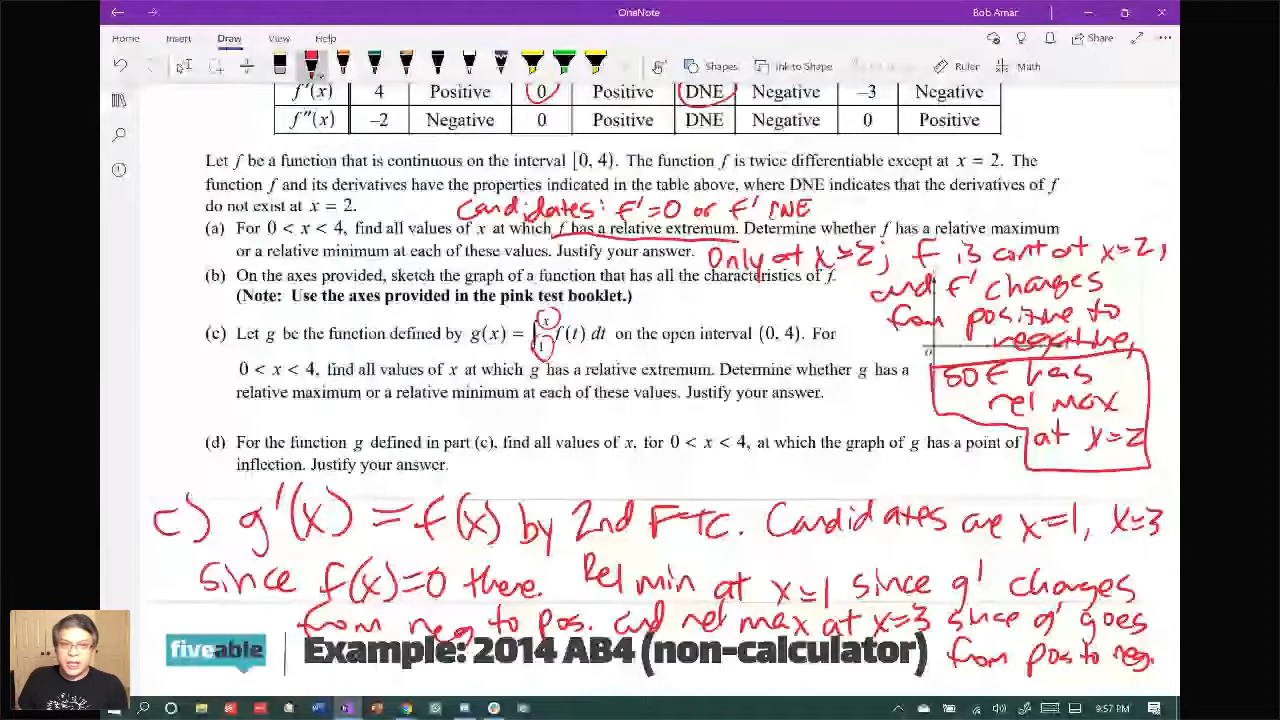 OneNote
Bob Amar
Home Insert Draw View Help
Share
Shapes Ink to Shape Ruler Math
f′(x) 4 Positive 0 Positive DNE Negative −3 Negative
f″(x) −2 Negative 0 Positive DNE Negative 0 Positive
Let f be a function that is continuous on the interval [0, 4). The function f is twice differentiable except at x = 2. The
function f and its derivatives have the properties indicated in the table above, where DNE indicates that the derivatives of f
do not exist at x = 2.
Candidates: f'=0 or f' DNE
(a) For 0 < x < 4, find all values of x at which f has a relative extremum. Determine whether f has a relative maximum
or a relative minimum at each of these values. Justify your answer.
Only at x=2; f is cont at x=2,
and f' changes
from positive to
negative,
so f has
rel max
at x=2
(b) On the axes provided, sketch the graph of a function that has all the characteristics of f.
(Note: Use the axes provided in the pink test booklet.)
(c) Let g be the function defined by g(x) = ∫₁ˣ f(t) dt on the open interval (0, 4). For
0 < x < 4, find all values of x at which g has a relative extremum. Determine whether g has a
relative maximum or a relative minimum at each of these values. Justify your answer.
0
(d) For the function g defined in part (c), find all values of x, for 0 < x < 4, at which the graph of g has a point of
inflection. Justify your answer.
c) g'(x) = f(x) by 2nd FTC. Candidates are x=1, x=3
since f(x)=0 there. Rel min at x=1 since g' changes
from neg to pos. and rel max at x=3 since g' goes
from pos to neg.
fiveable
Example: 2014 AB4 (non-calculator)
9:57 PM